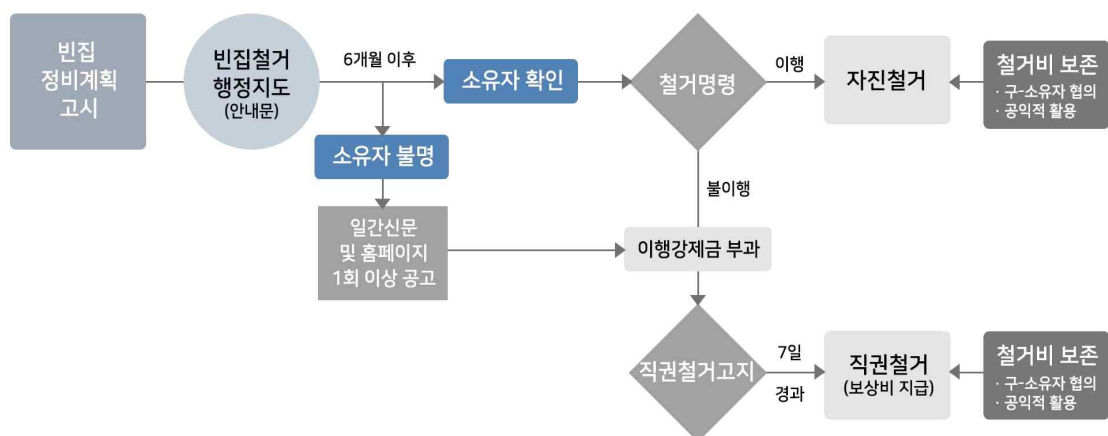 빈집
정비계획
고시
빈집철거
행정지도
(안내문)
6개월 이후
소유자 확인
철거명령
이행
자진철거
철거비 보존
· 구-소유자 협의
· 공익적 활용
소유자 불명
불이행
일간신문
및 홈페이지
1회 이상 공고
이행강제금 부과
직권철거고지
7일
경과
직권철거
(보상비 지급)
철거비 보존
· 구-소유자 협의
· 공익적 활용